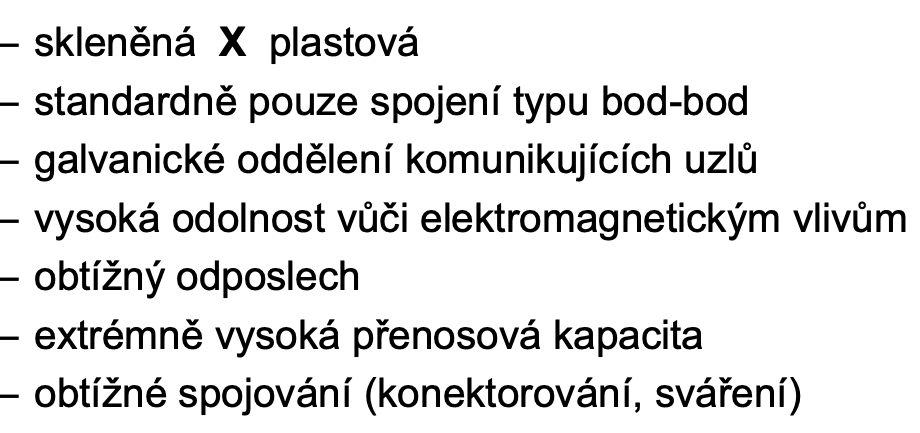 – skleněná X plastová
– standardně pouze spojení typu bod-bod
– galvanické oddělení komunikujících uzlů
– vysoká odolnost vůči elektromagnetickým vlivům
– obtížný odposlech
– extrémně vysoká přenosová kapacita
– obtížné spojování (konektorování, sváření)